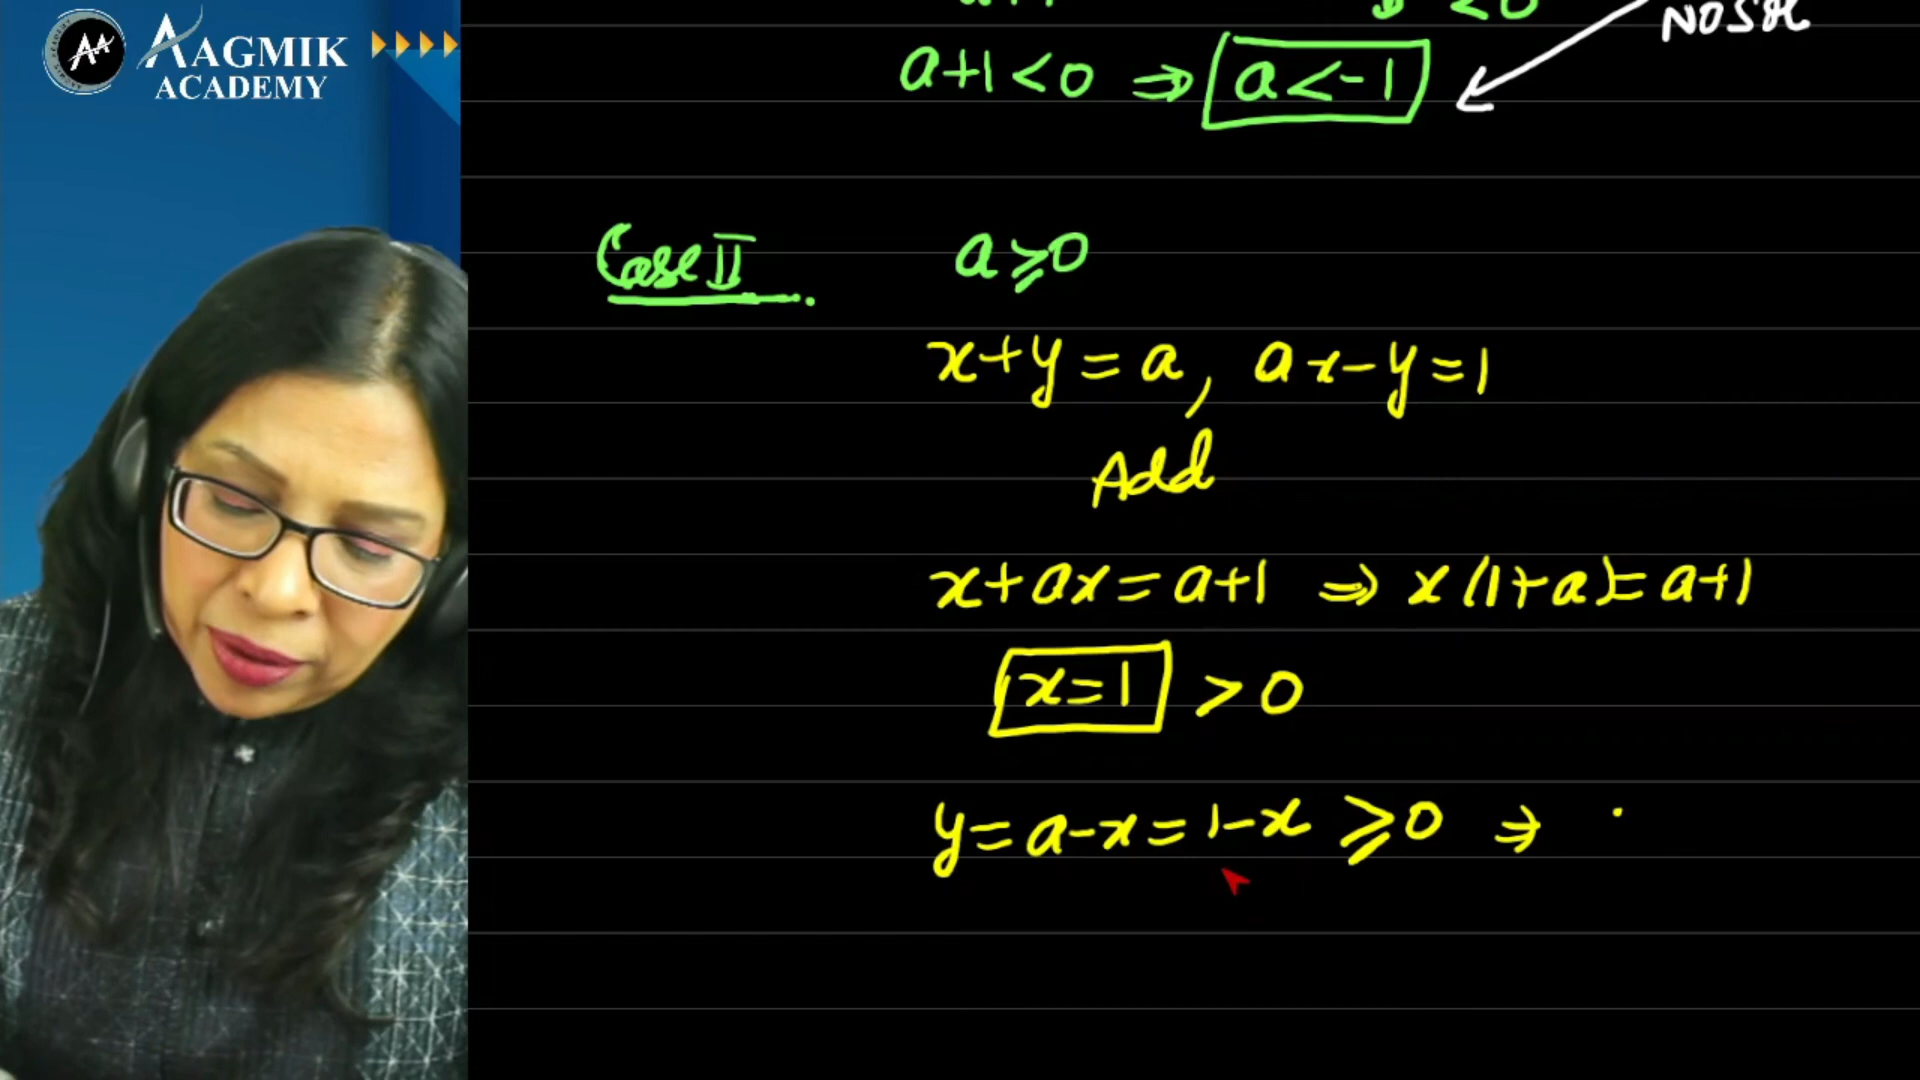 AAGMIK
ACADEMY
<0
a+1<0 ⇒ a<-1
Case II a⩾0
x+y=a, ax-y=1
Add
x+ax=a+1 ⇒ x(1+a)=a+1
x=1 >0
y=a-x=1-x ⩾0 ⇒